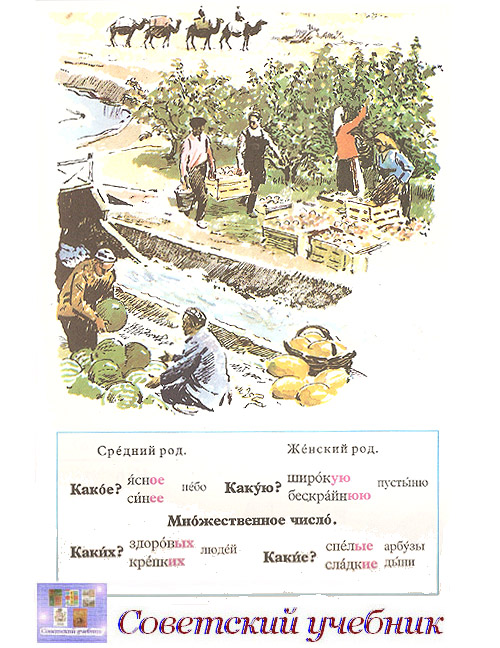 Сре́дний род. Же́нский род.
Како́е? я́сное си́нее не́бо Каку́ю? широ́кую бескра́йнюю пусты́ню
Мно́жественное число́.
Каки́х? здоро́вых кре́пких люде́й Каки́е? спе́лые арбу́зы сла́дкие ды́ни
Советский учебник
Советский учебник